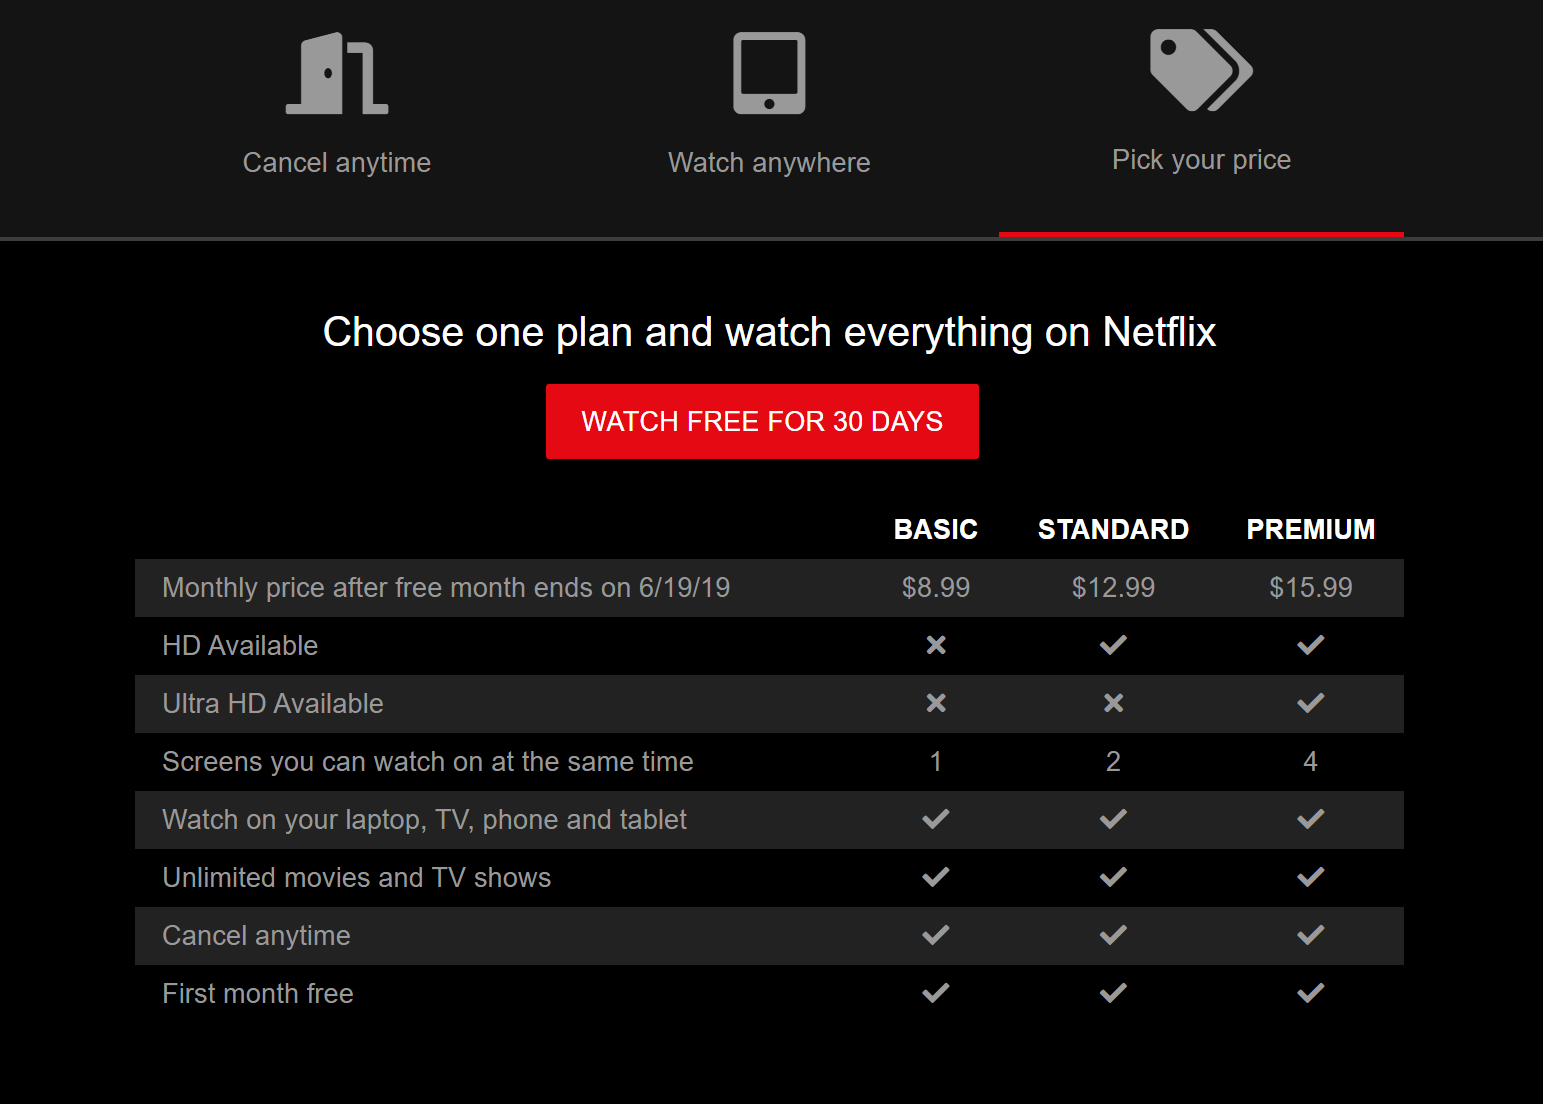 Cancel anytime
Watch anywhere
Pick your price
Choose one plan and watch everything on Netflix
WATCH FREE FOR 30 DAYS
BASIC STANDARD PREMIUM
Monthly price after free month ends on 6/19/19 $8.99 $12.99 $15.99
HD Available
Ultra HD Available
Screens you can watch on at the same time 1 2 4
Watch on your laptop, TV, phone and tablet
Unlimited movies and TV shows
Cancel anytime
First month free